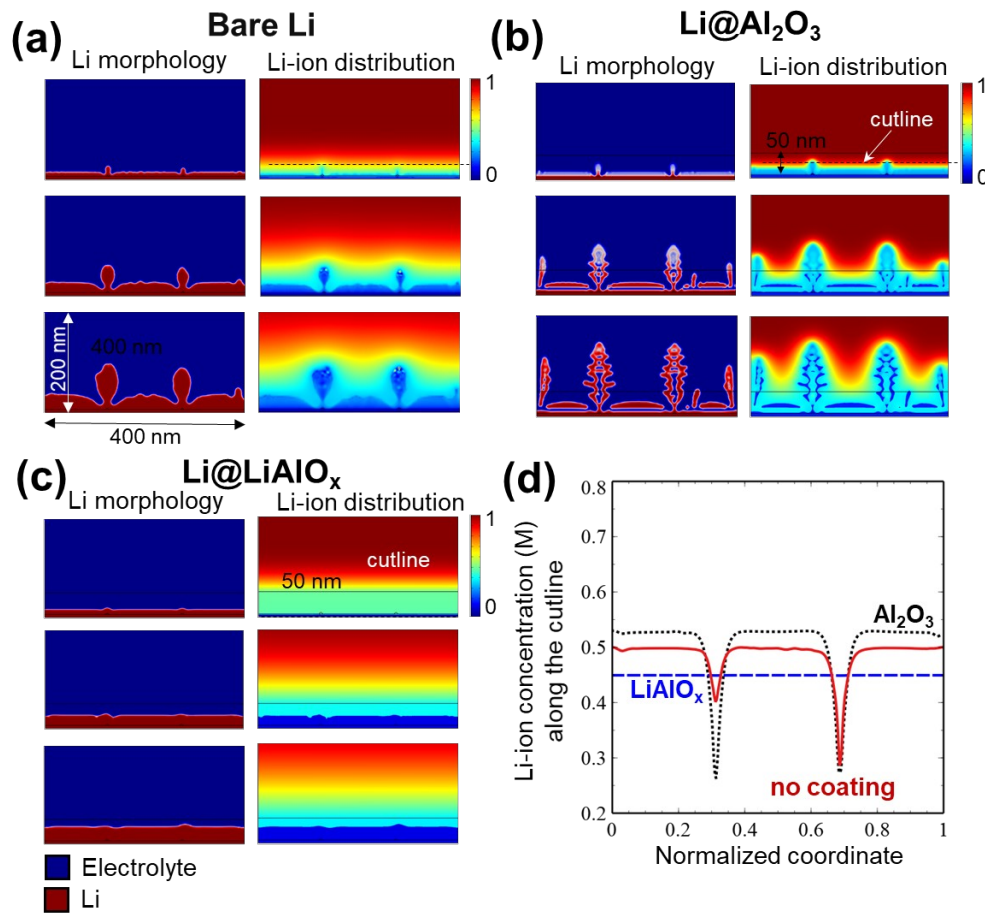 (a)
Bare Li
Li morphology
Li-ion distribution
1
0
200 nm
400 nm
400 nm
(b)
Li@Al₂O₃
Li morphology
Li-ion distribution
1
0
50 nm
cutline
(c)
Li@LiAlOₓ
Li morphology
Li-ion distribution
1
0
cutline
50 nm
Electrolyte
Li
(d)
Li-ion concentration (M)
along the cutline
0.8
0.7
0.6
0.5
0.4
0.3
0.2
Al₂O₃
LiAlOₓ
no coating
0 0.2 0.4 0.6 0.8 1
Normalized coordinate